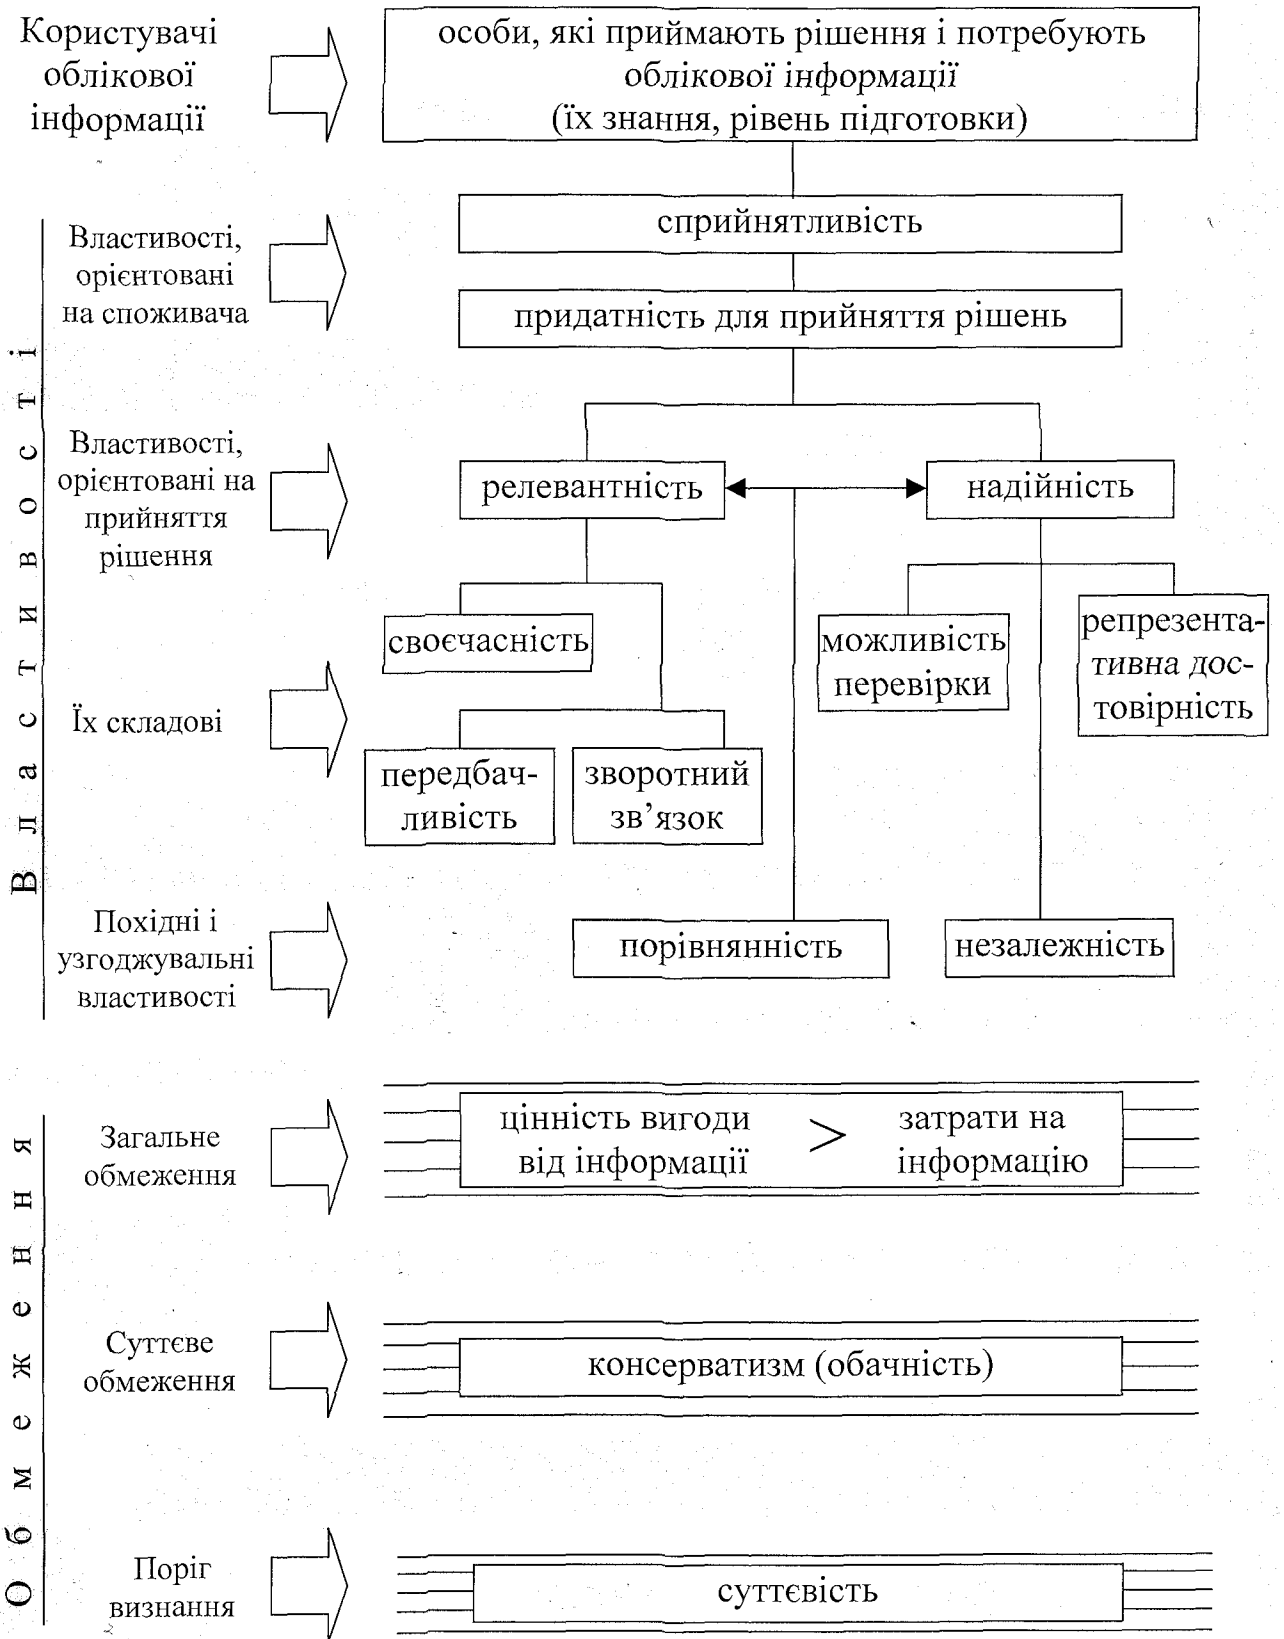 Користувачі
облікової
інформації
особи, які приймають рішення і потребують
облікової інформації
(їх знання, рівень підготовки)
Властивості
Властивості,
орієнтовані
на споживача
сприйнятливість
придатність для прийняття рішень
Властивості,
орієнтовані на
прийняття
рішення
релевантність
надійність
Їх складові
своєчасність
можливість
перевірки
репрезента-
тивна дос-
товірність
передбач-
ливість
зворотний
зв’язок
Похідні і
узгоджувальні
властивості
порівнянність
незалежність
Обмеження
Загальне
обмеження
цінність вигоди
від інформації
>
затрати на
інформацію
Суттєве
обмеження
консерватизм (обачність)
Поріг
визнання
суттєвість